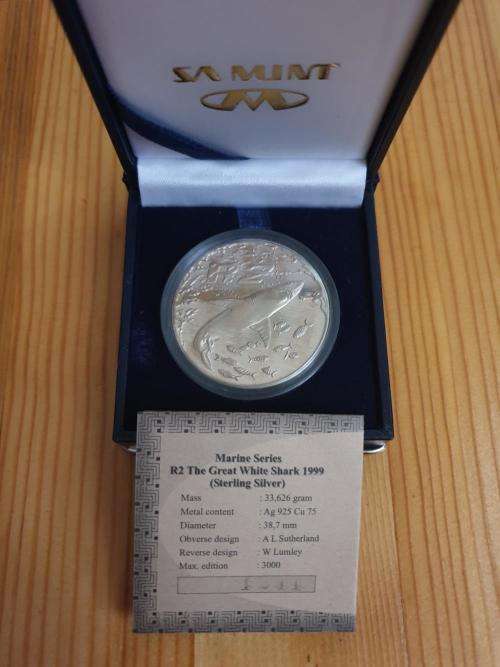 SA MINT
Marine Series
R2 The Great White Shark 1999
(Sterling Silver)
Mass : 33,626 gram
Metal content : Ag 925 Cu 75
Diameter : 38,7 mm
Obverse design : A L Sutherland
Reverse design : W Lumley
Max. edition : 3000